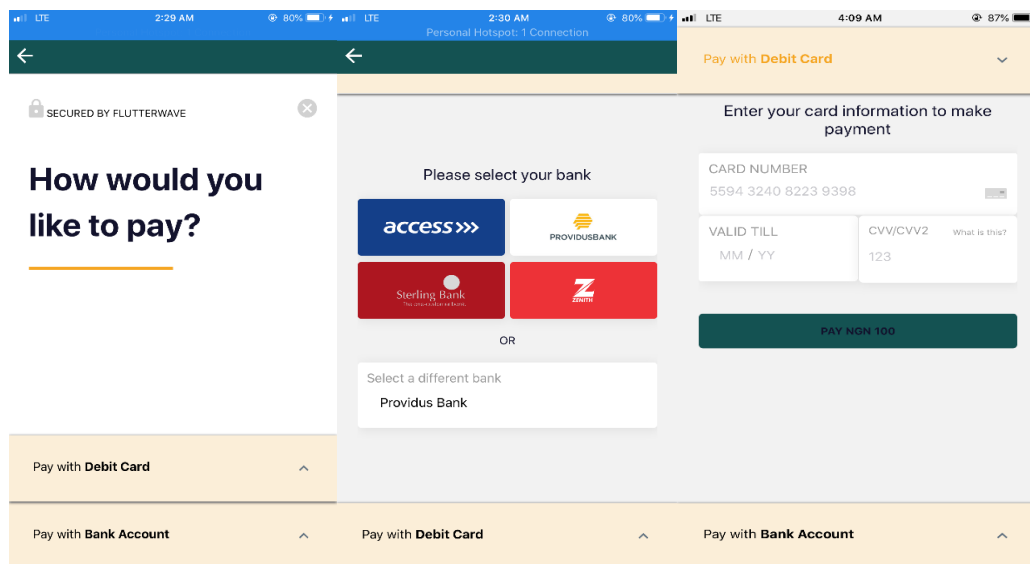 LTE 2:29 AM 80%
SECURED BY FLUTTERWAVE
How would you
like to pay?
Pay with Debit Card
Pay with Bank Account
LTE 2:30 AM 80%
Personal Hotspot: 1 Connection
Please select your bank
access
PROVIDUSBANK
Sterling Bank
ZENITH
OR
Select a different bank
Providus Bank
Pay with Debit Card
LTE 4:09 AM 87%
Pay with Debit Card
Enter your card information to make
payment
CARD NUMBER
5594 3240 8223 9398
VALID TILL
MM / YY
CVV/CVV2 What is this?
123
PAY NGN 100
Pay with Bank Account